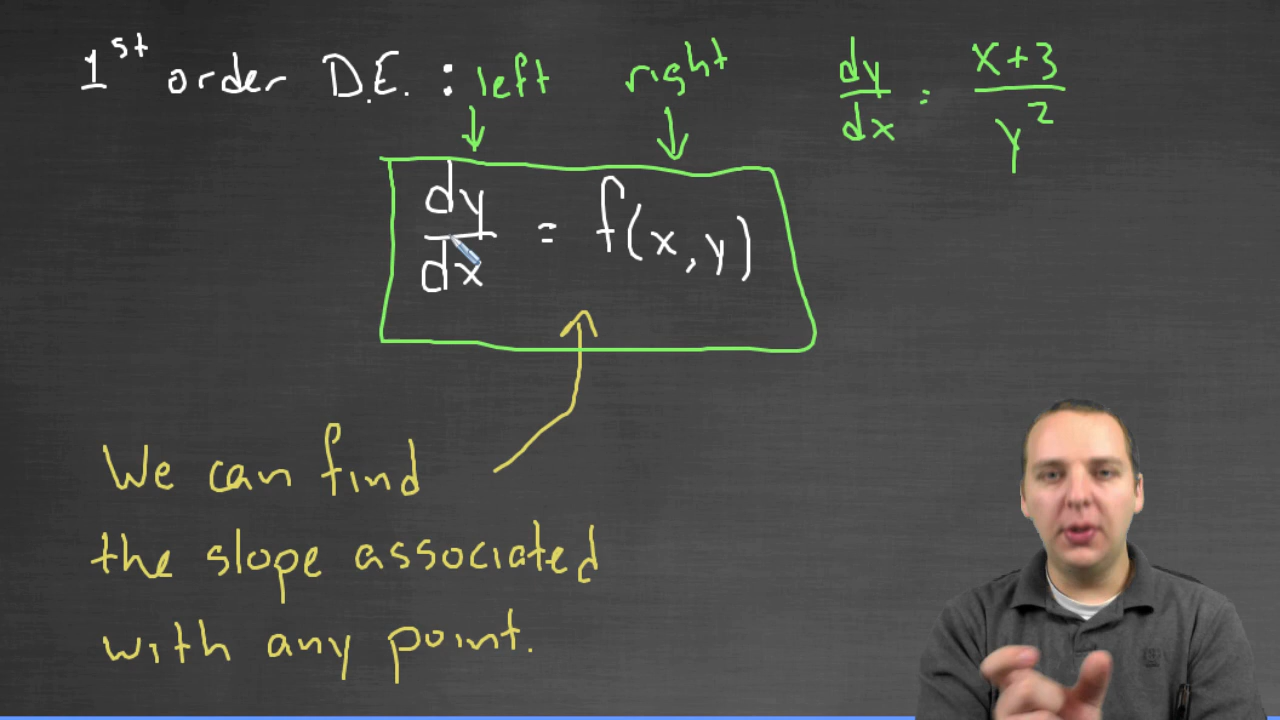 1st order D.E. : left right
dy/dx = (x+3)/y²
dy/dx = f(x,y)
We can find
the slope associated
with any point.